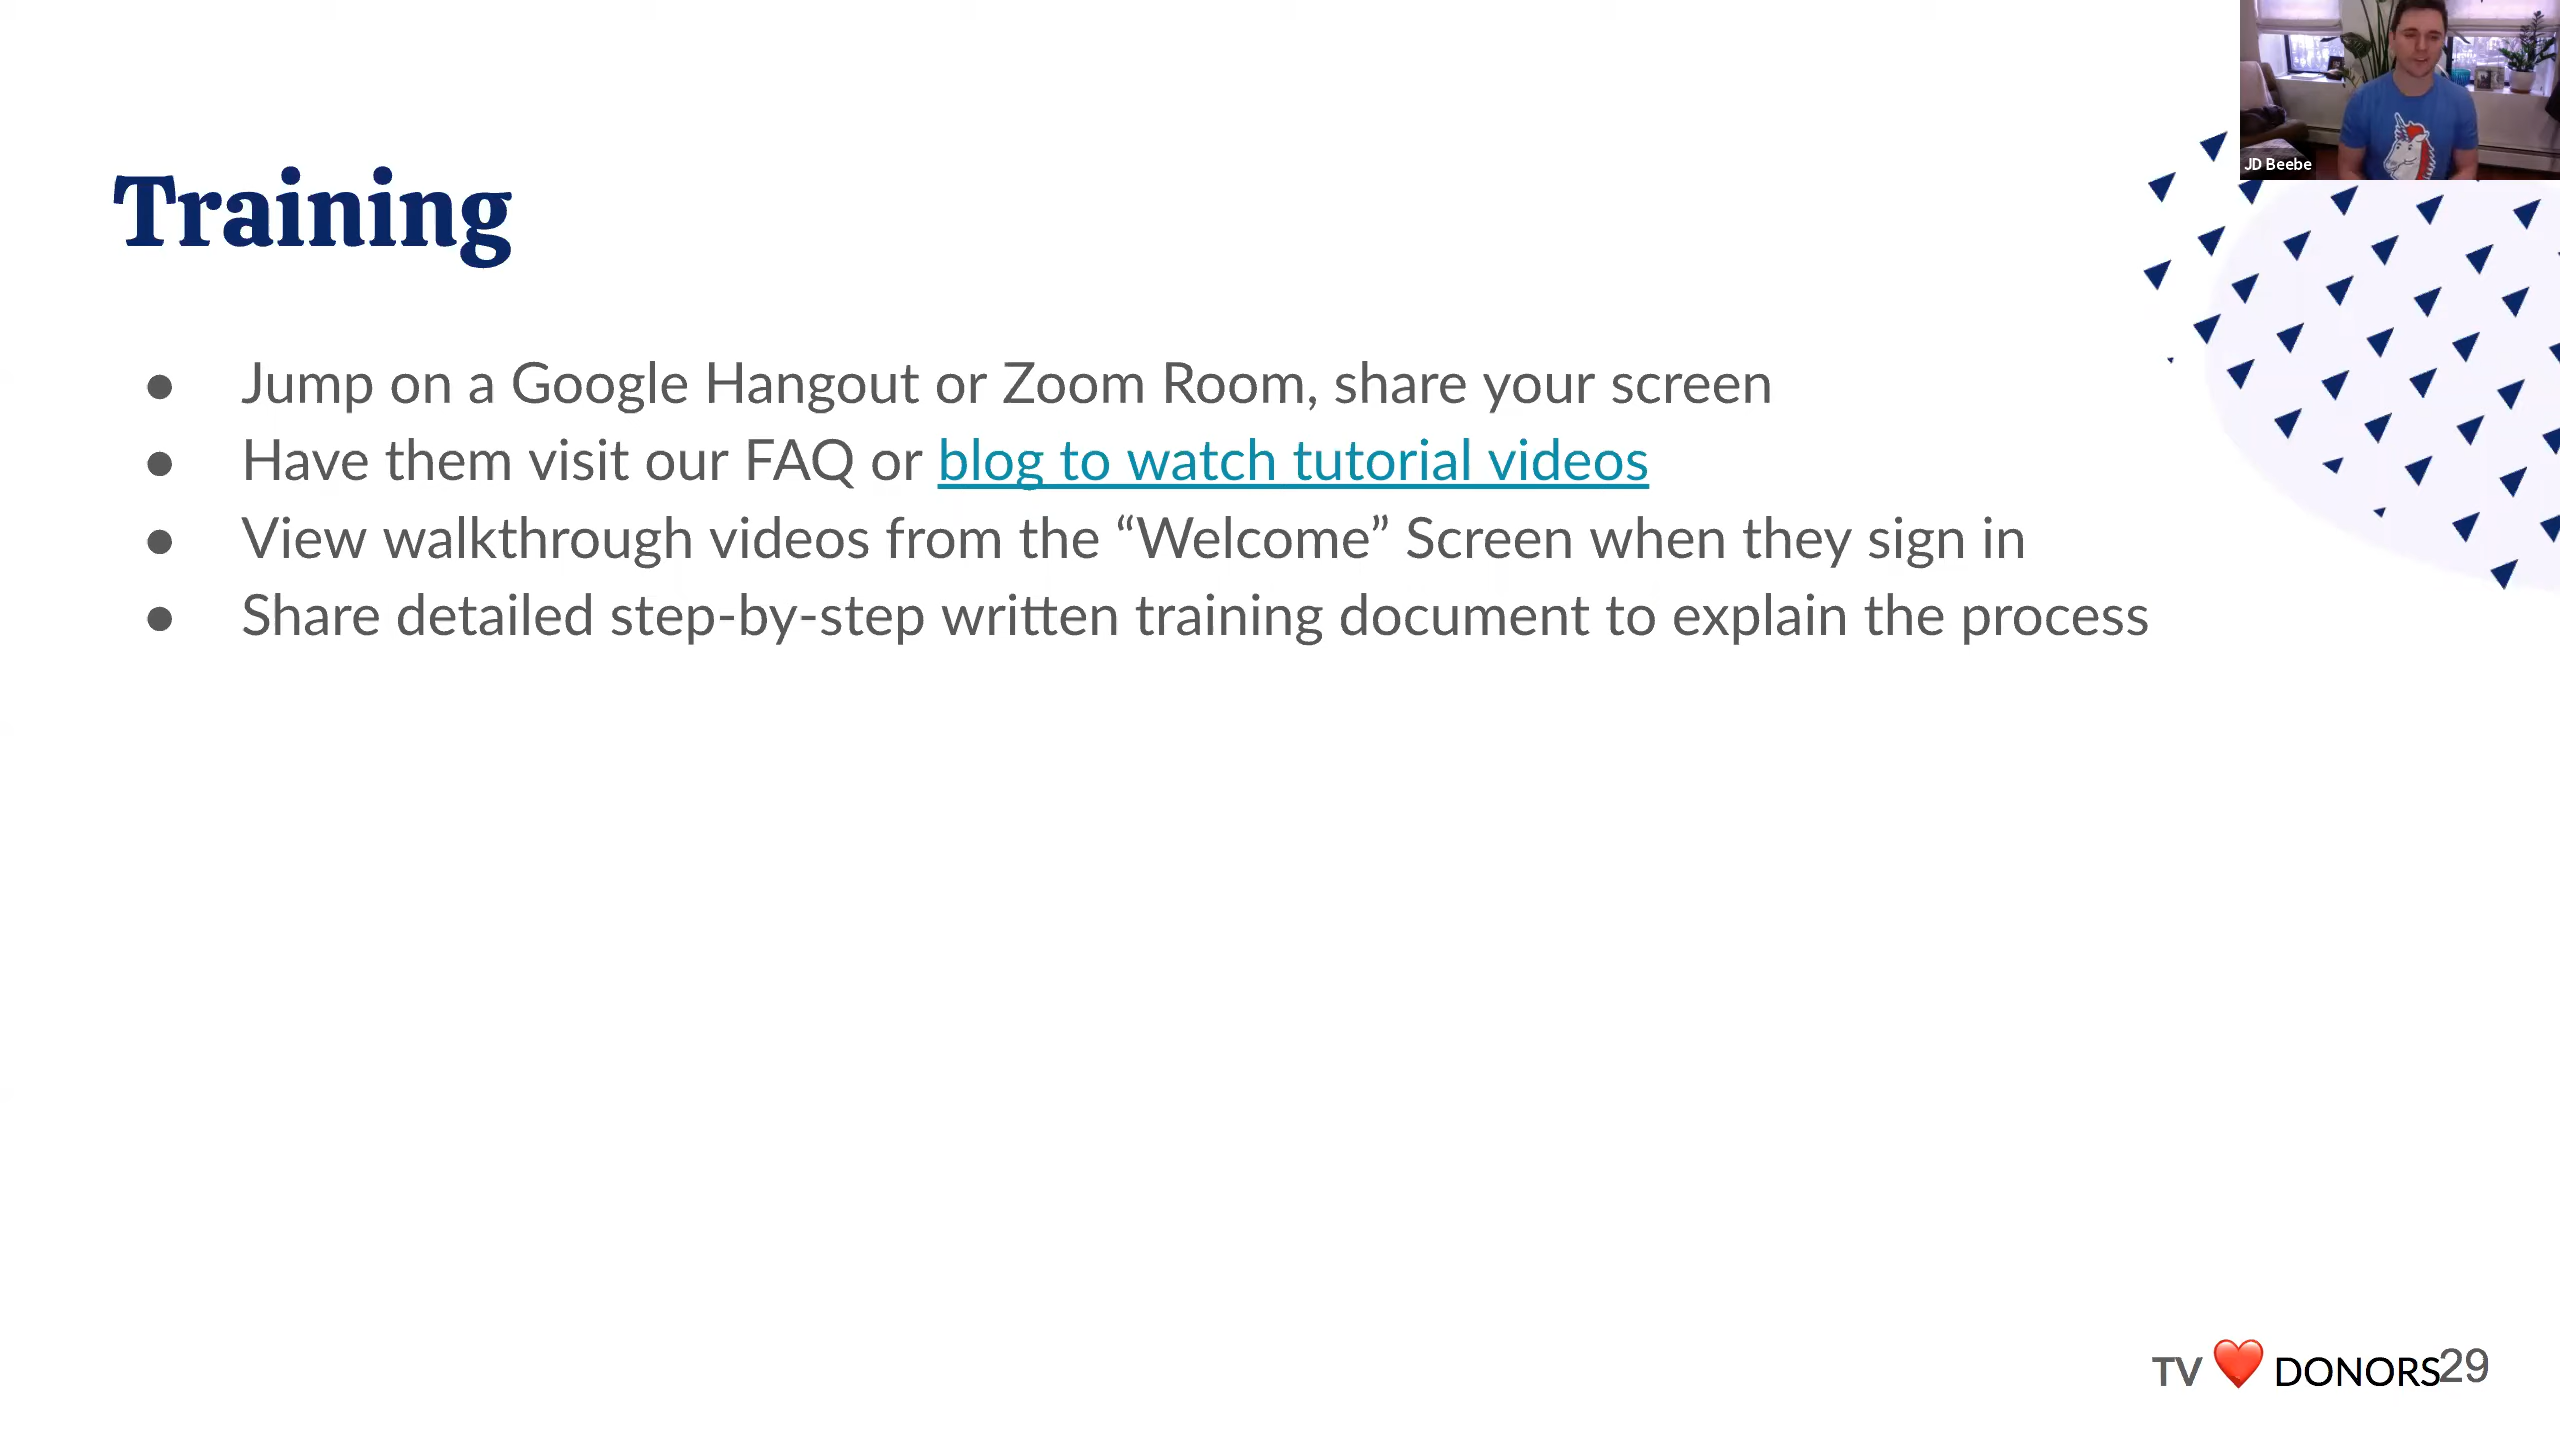 JD Beebe
Training
● Jump on a Google Hangout or Zoom Room, share your screen
● Have them visit our FAQ or blog to watch tutorial videos
● View walkthrough videos from the “Welcome” Screen when they sign in
● Share detailed step-by-step written training document to explain the process
TV ❤️ DONORS29